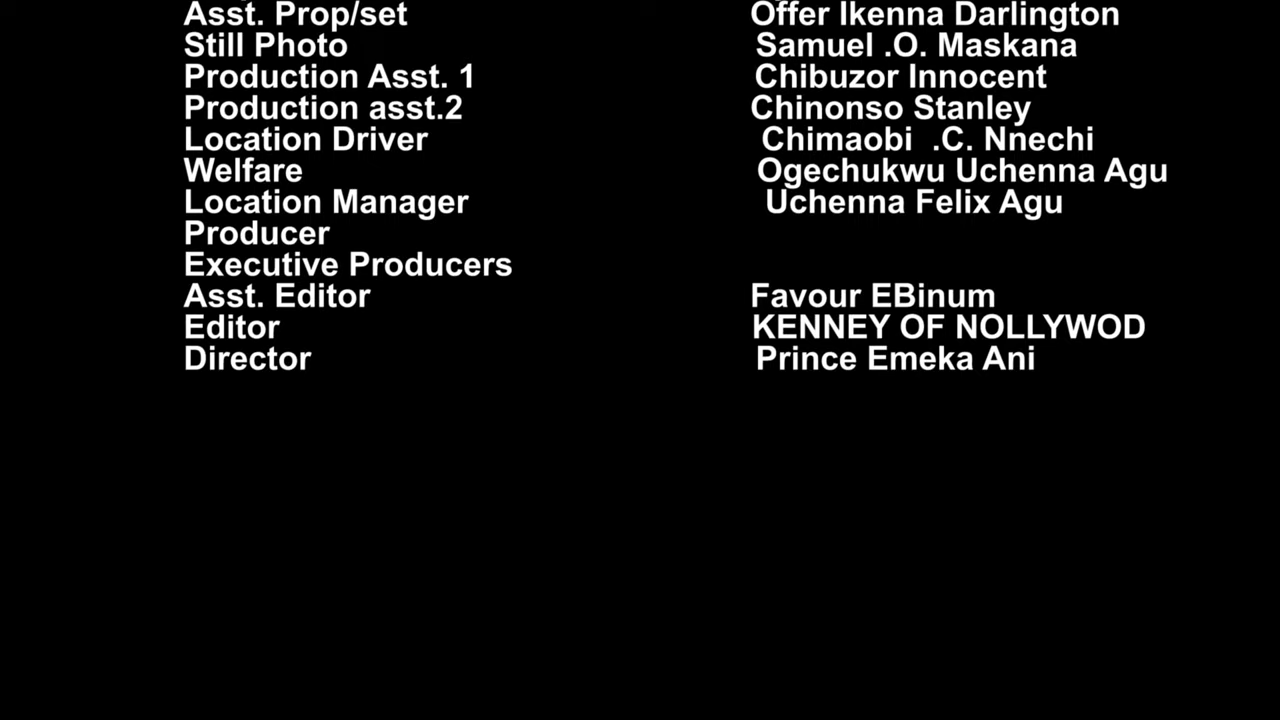 Asst. Prop/set Offer Ikenna Darlington
Still Photo Samuel .O. Maskana
Production Asst. 1 Chibuzor Innocent
Production asst.2 Chinonso Stanley
Location Driver Chimaobi .C. Nnechi
Welfare Ogechukwu Uchenna Agu
Location Manager Uchenna Felix Agu
Producer
Executive Producers
Asst. Editor Favour EBinum
Editor KENNEY OF NOLLYWOD
Director Prince Emeka Ani